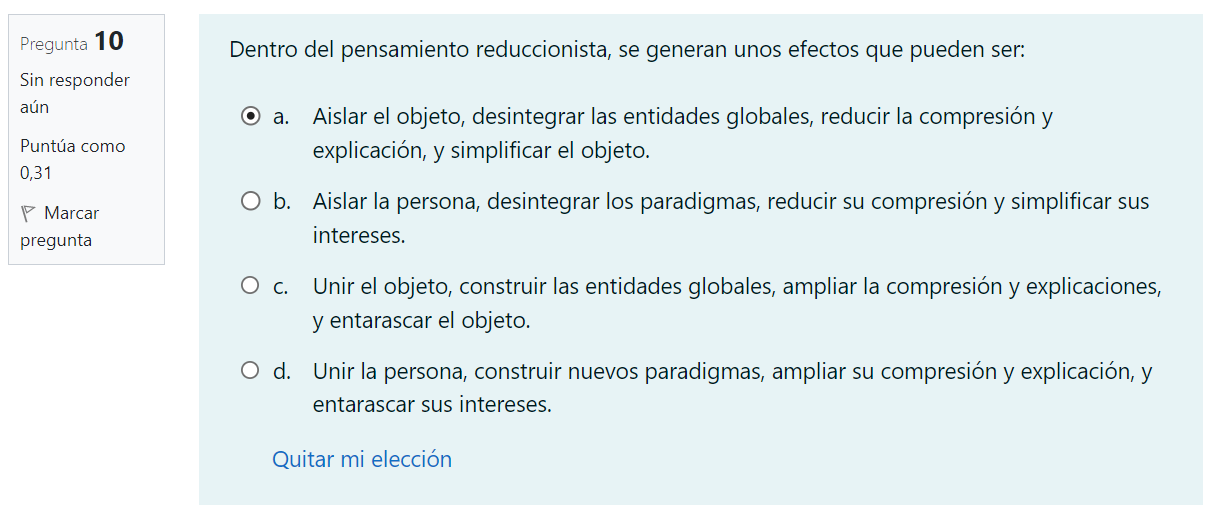 Pregunta 10
Sin responder
aún
Puntúa como
0,31
Marcar
pregunta
Dentro del pensamiento reduccionista, se generan unos efectos que pueden ser:
a. Aislar el objeto, desintegrar las entidades globales, reducir la compresión y
explicación, y simplificar el objeto.
b. Aislar la persona, desintegrar los paradigmas, reducir su compresión y simplificar sus
intereses.
c. Unir el objeto, construir las entidades globales, ampliar la compresión y explicaciones,
y entarascar el objeto.
d. Unir la persona, construir nuevos paradigmas, ampliar su compresión y explicación, y
entarascar sus intereses.
Quitar mi elección